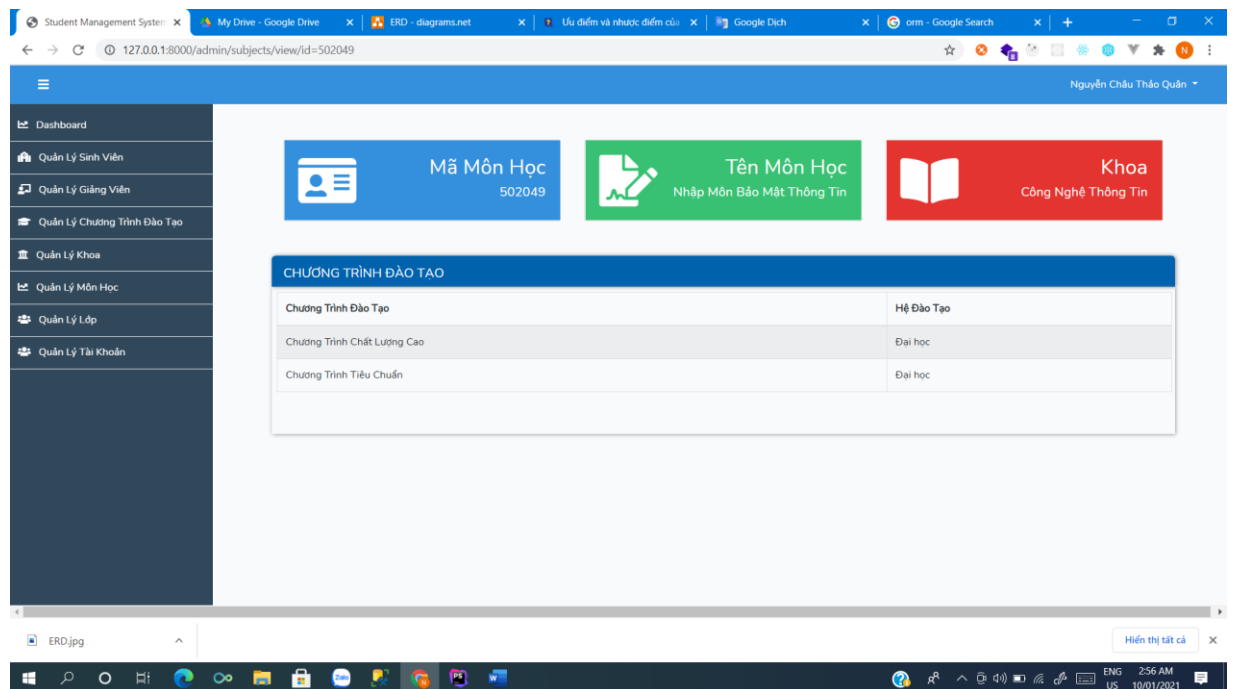 Student Management System
My Drive - Google Drive
ERD - diagrams.net
Ưu điểm và nhược điểm củ
Google Dịch
orm - Google Search
127.0.0.1:8000/admin/subjects/view/id=502049
N
Nguyễn Châu Thảo Quân
Dashboard
Quản Lý Sinh Viên
Quản Lý Giảng Viên
Quản Lý Chương Trình Đào Tạo
Quản Lý Khoa
Quản Lý Môn Học
Quản Lý Lớp
Quản Lý Tài Khoản
Mã Môn Học
502049
Tên Môn Học
Nhập Môn Bảo Mật Thông Tin
Khoa
Công Nghệ Thông Tin
CHƯƠNG TRÌNH ĐÀO TẠO
Chương Trình Đào Tạo
Hệ Đào Tạo
Chương Trình Chất Lượng Cao
Đại học
Chương Trình Tiêu Chuẩn
Đại học
ERD.jpg
Hiển thị tất cả
Zalo
PS
W
ENG
US
2:56 AM
10/01/2021